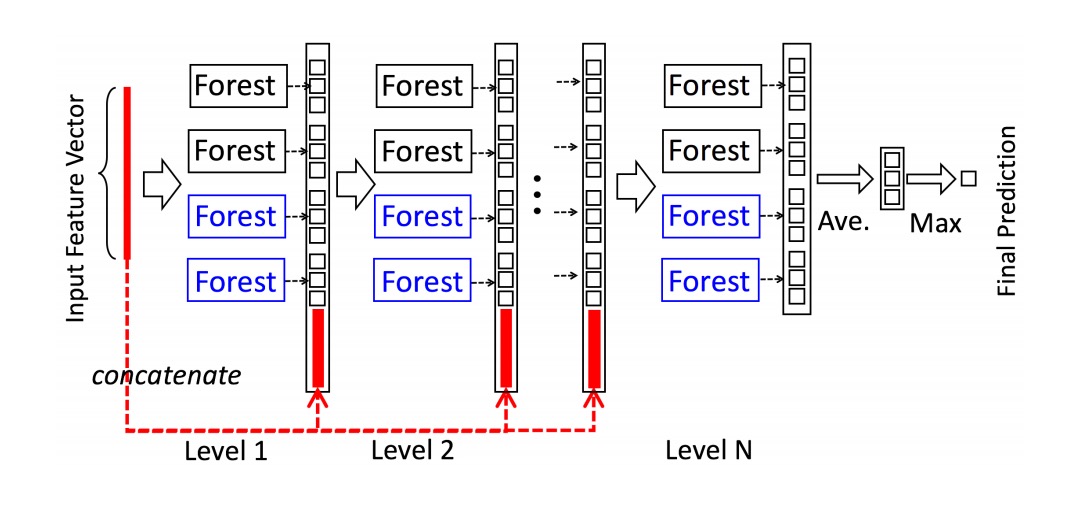 Input Feature Vector
Forest
Forest
Forest
Forest
concatenate
Level 1
Forest
Forest
Forest
Forest
Level 2
Forest
Forest
Forest
Forest
Level N
Ave.
Max
Final Prediction